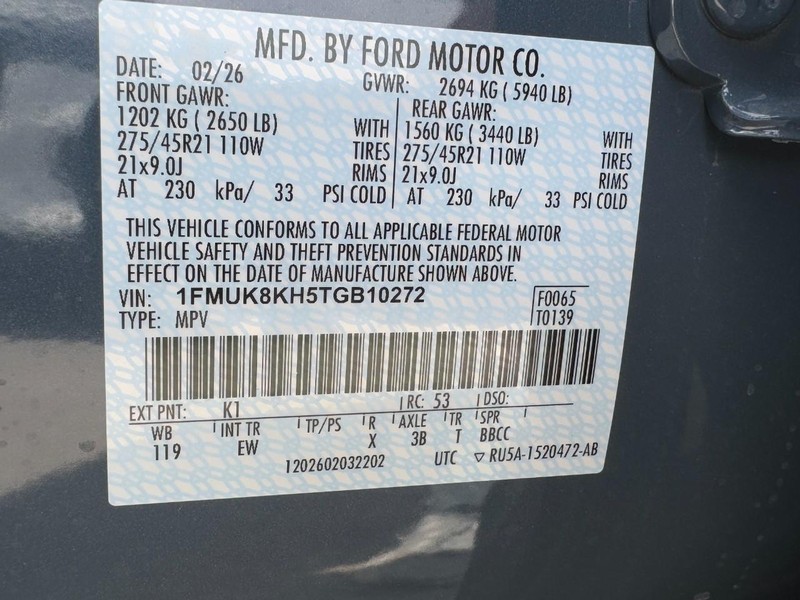 MFD. BY FORD MOTOR CO.
DATE: 02/26 GVWR: 2694 KG ( 5940 LB)
FRONT GAWR: REAR GAWR:
1202 KG ( 2650 LB) WITH 1560 KG ( 3440 LB) WITH
275/45R21 110W TIRES 275/45R21 110W TIRES
21x9.0J RIMS 21x9.0J RIMS
AT 230 kPa/ 33 PSI COLD AT 230 kPa/ 33 PSI COLD
THIS VEHICLE CONFORMS TO ALL APPLICABLE FEDERAL MOTOR
VEHICLE SAFETY AND THEFT PREVENTION STANDARDS IN
EFFECT ON THE DATE OF MANUFACTURE SHOWN ABOVE.
VIN: 1FMUK8KH5TGB10272 F0065
TYPE: MPV T0139
EXT PNT: K1 RC: 53 DSO:
WB INT TR TP/PS R AXLE TR SPR
119 EW X 3B T BBCC
1202602032202 UTC ▽ RU5A-1520472-AB